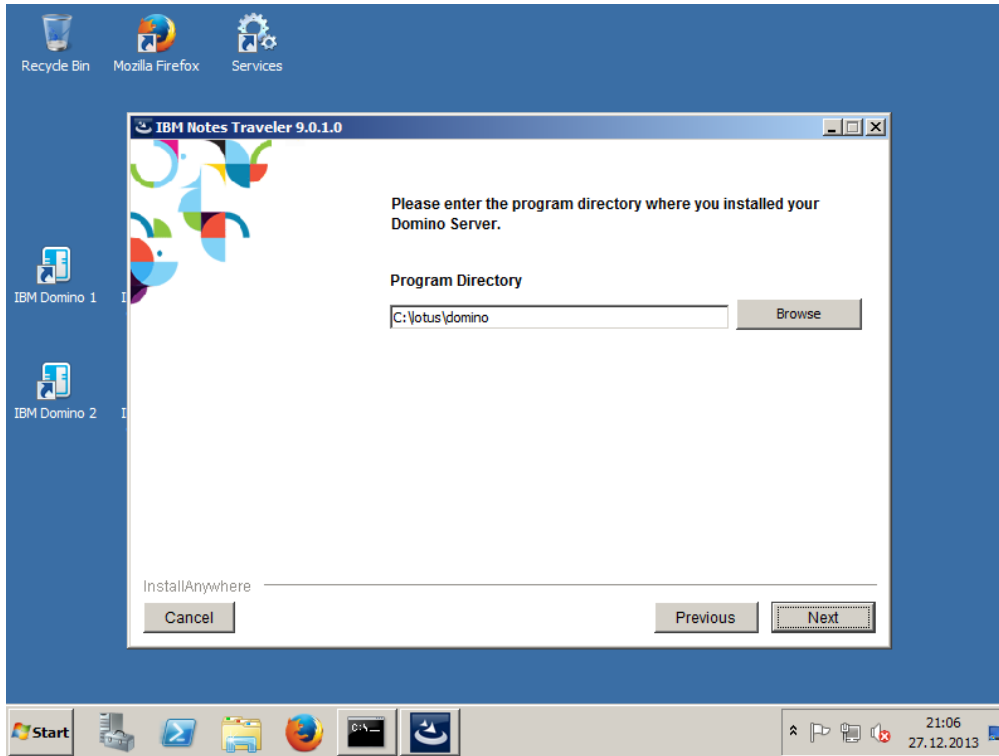 Recycle Bin
Mozilla Firefox
Services
IBM Notes Traveler 9.0.1.0
Please enter the program directory where you installed your
Domino Server.
Program Directory
C:\lotus\domino
Browse
IBM Domino 1
IBM Domino 2
InstallAnywhere
Cancel
Previous
Next
Start
C:\
21:06
27.12.2013